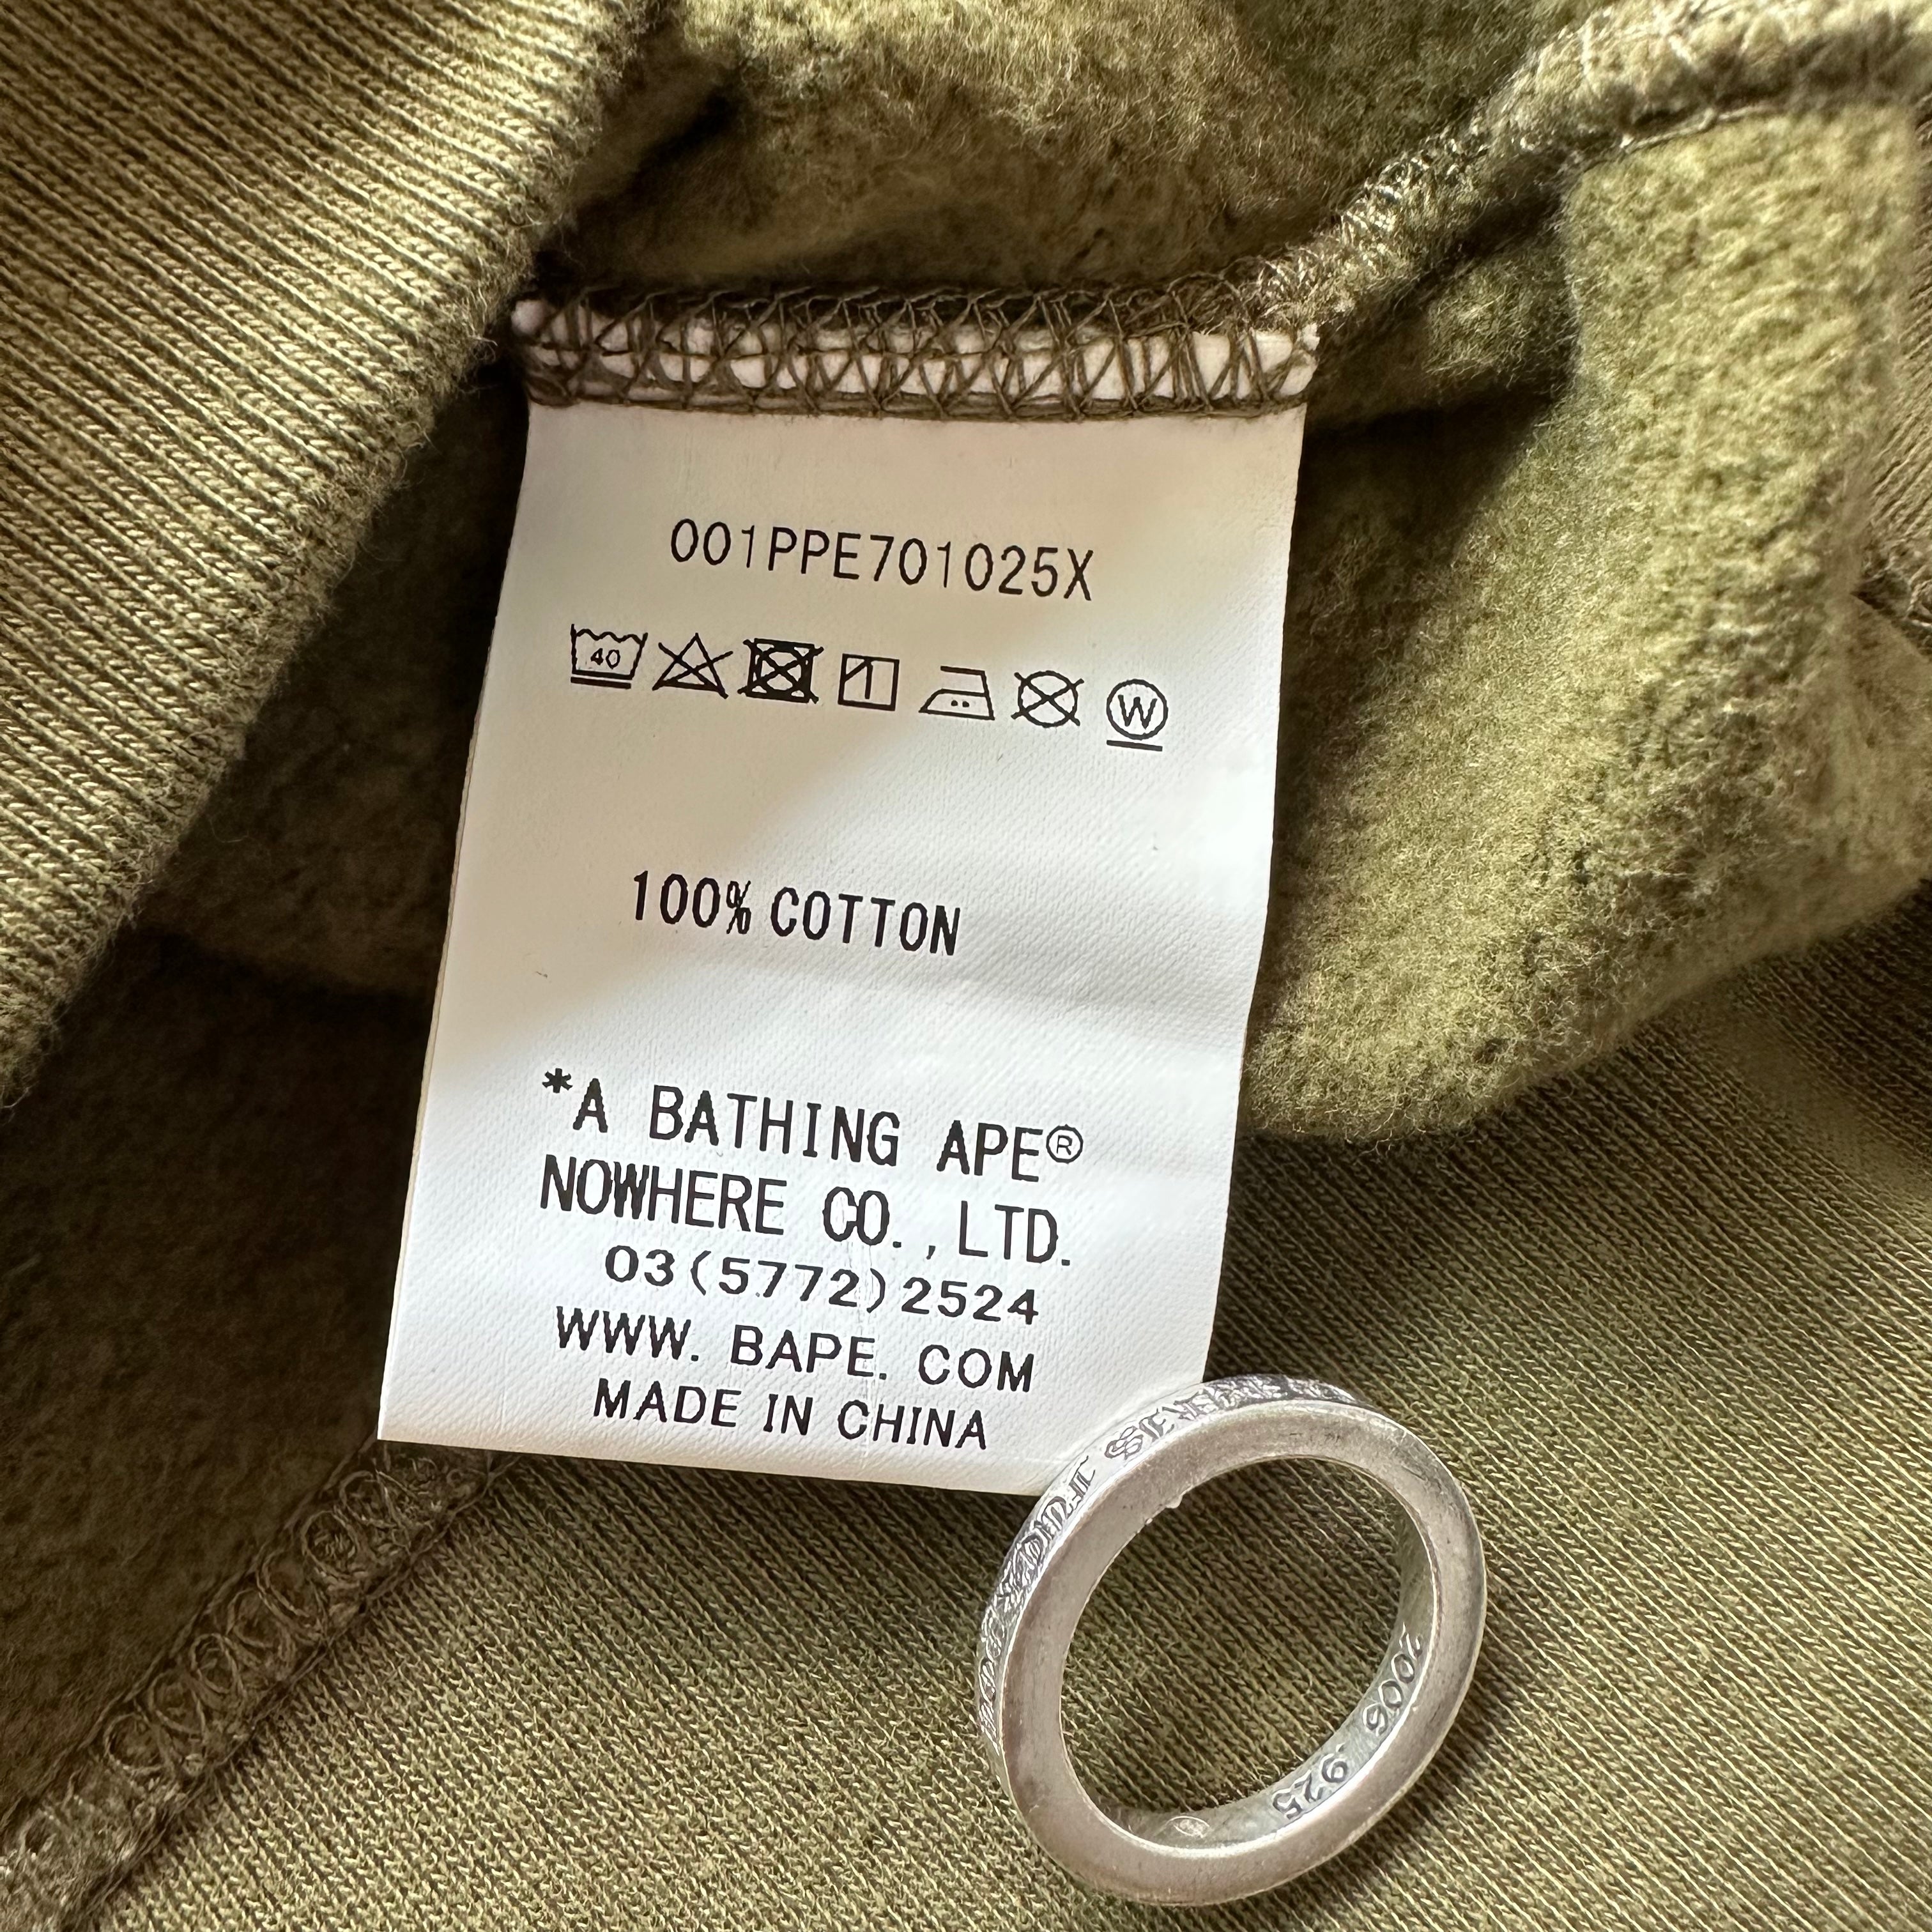 001PPE701025X
40
W
100% COTTON
*A BATHING APE®
NOWHERE CO.,LTD.
03(5772)2524
WWW. BAPE. COM
MADE IN CHINA
2006
925